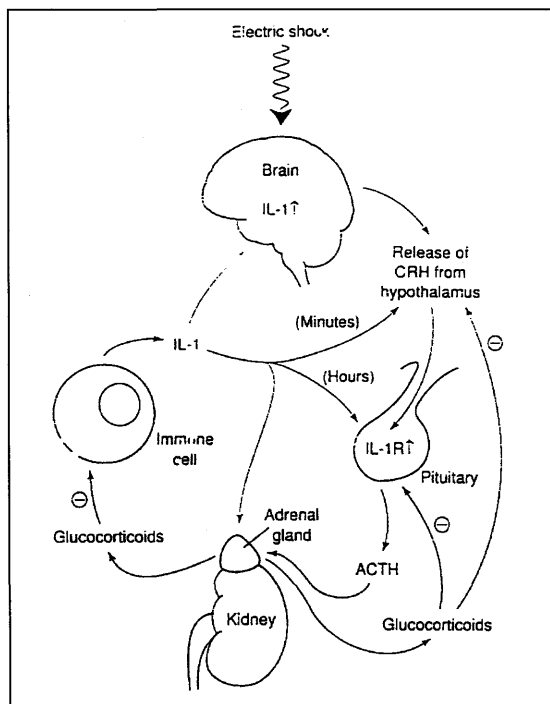 Electric shock
Brain
IL-1↑
Release of
CRH from
hypothalamus
(Minutes)
IL-1
⊖
(Hours)
IL-1R↑
Immune
cell
Pituitary
⊖
⊖
Adrenal
gland
Glucocorticoids
ACTH
Kidney
Glucocorticoids